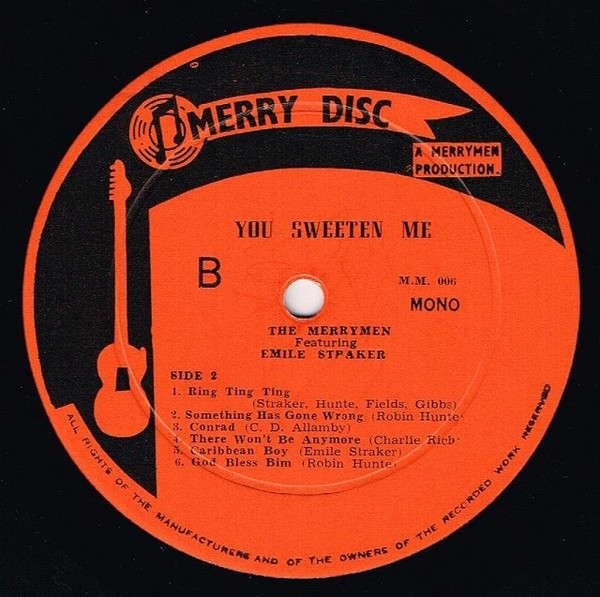 MERRY DISC
A MERRYMEN
PRODUCTION.
YOU SWEETEN ME
B
M.M. 006
MONO
THE MERRYMEN
Featuring
EMILE STRAKER
SIDE 2
1. Ring Ting Ting
(Straker, Hunte, Fields, Gibbs)
2. Something Has Gone Wrong (Robin Hunte)
3. Conrad (C. D. Allamby)
4. There Won't Be Anymore (Charlie Rich)
5. Caribbean Boy (Emile Straker)
6. God Bless Bim (Robin Hunte)
ALL RIGHTS OF THE MANUFACTURERS AND OF THE OWNERS OF THE RECORDED WORK RESERVED